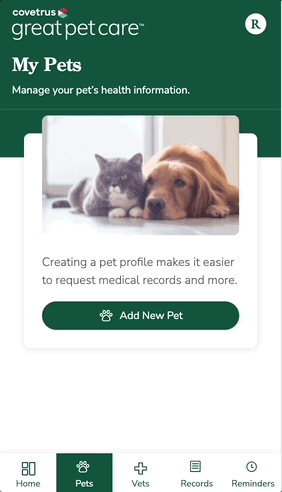 covetrus
great pet care™
R
My Pets
Manage your pet's health information.
Creating a pet profile makes it easier
to request medical records and more.
Add New Pet
Home
Pets
Vets
Records
Reminders